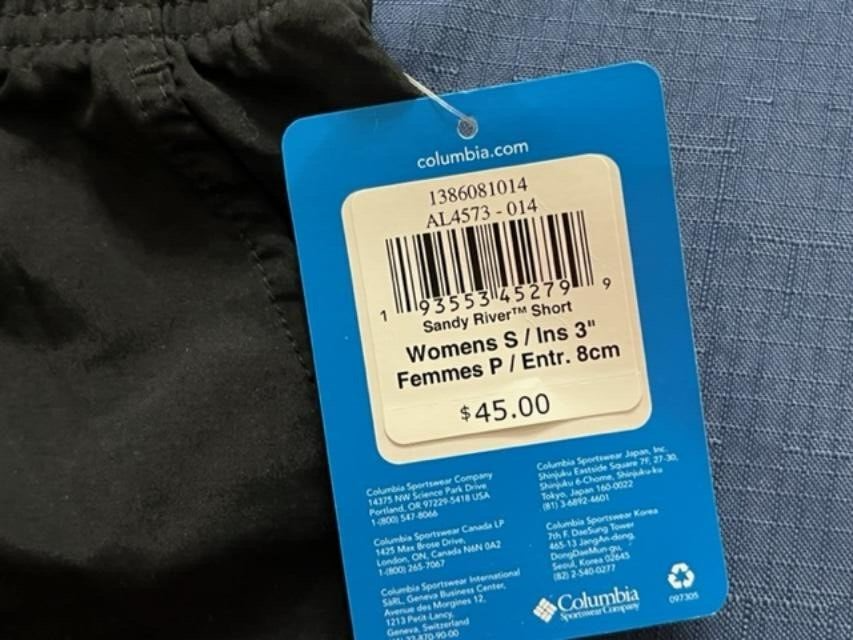 columbia.com
1386081014
AL4573 - 014
1 93553 45279 9
Sandy River™ Short
Womens S / Ins 3"
Femmes P / Entr. 8cm
$45.00
Columbia Sportswear Company
14375 NW Science Park Drive
Portland, OR 97229-5418 USA
1-(800) 547-8066
Columbia Sportswear Canada LP
1425 Max Brose Drive,
London, ON, Canada N6N 0A2
1-(800) 265-7067
Columbia Sportswear International
SàRL, Geneva Business Center,
Avenue des Morgines 12,
1213 Petit-Lancy,
Geneva, Switzerland
Columbia Sportswear Japan, Inc.
Shinjuku Eastside Square 7F, 27-30,
Shinjuku 6-Chome, Shinjuku-ku
Tokyo, Japan 160-0022
(81) 3-6892-4601
Columbia Sportswear Korea
7th F. DaeSung Tower
465-13 JangAn-dong,
DongDaeMun-gu,
Seoul, Korea 02645
(82) 2-540-0277
Columbia
Sportswear Company
097305